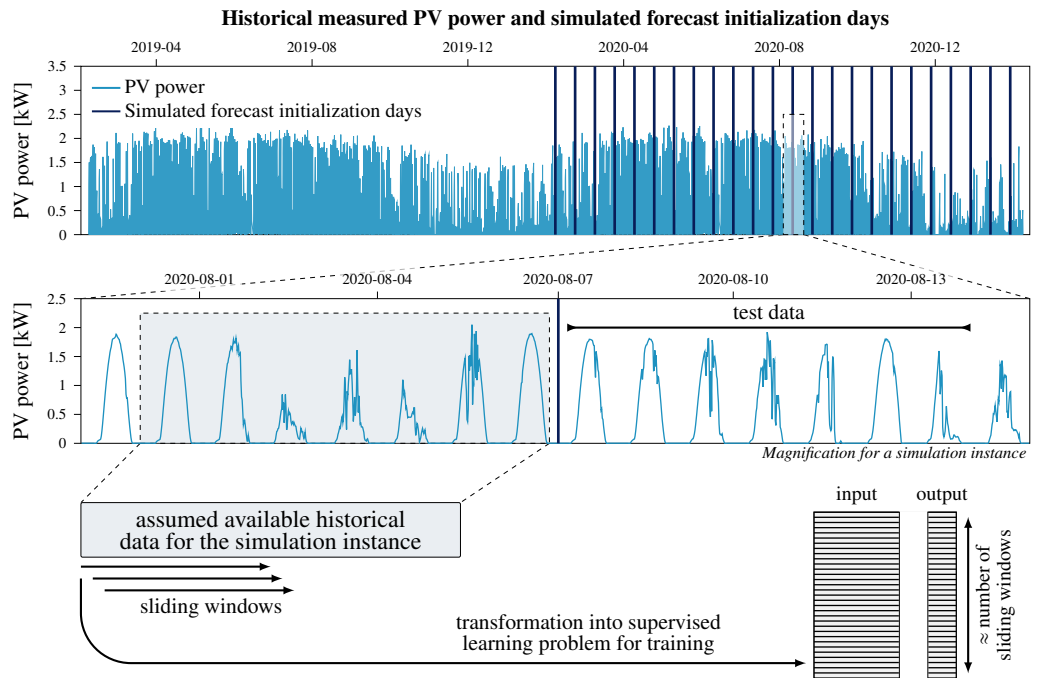 Historical measured PV power and simulated forecast initialization days
2019-04 2019-08 2019-12 2020-04 2020-08 2020-12
3.5
3
2.5
2
1.5
1
0.5
0
PV power [kW]
PV power
Simulated forecast initialization days
2020-08-01 2020-08-04 2020-08-07 2020-08-10 2020-08-13
2.5
2
1.5
1
0.5
0
PV power [kW]
test data
Magnification for a simulation instance
assumed available historical
data for the simulation instance
sliding windows
transformation into supervised
learning problem for training
input output
≈ number of
sliding windows